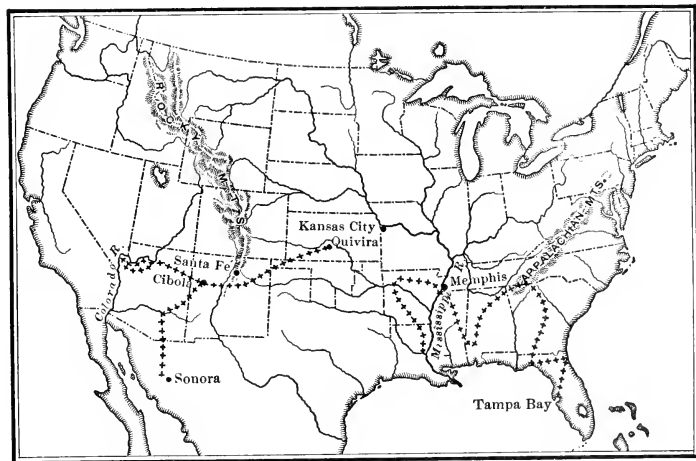 ROCKY MTS.
APPALACHIAN MTS.
Kansas City
Quivira
Santa Fe
Cibola
Colorado R.
Memphis
Mississippi R.
Sonora
Tampa Bay